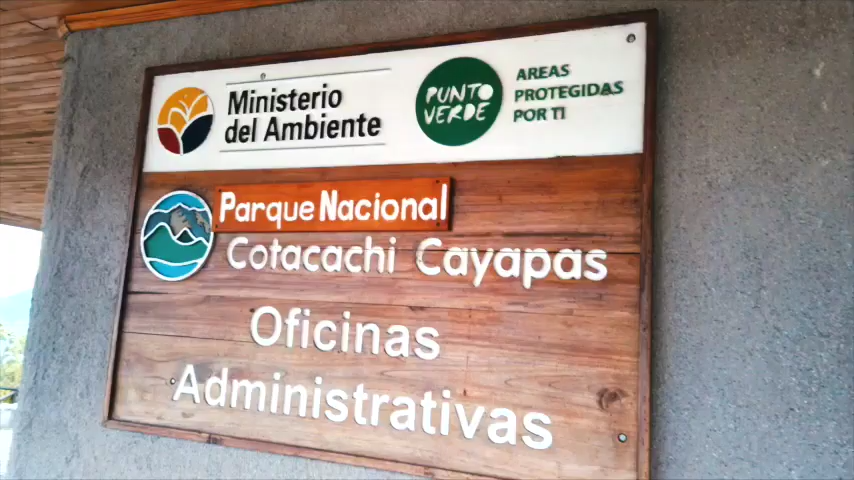 Ministerio
del Ambiente
PUNTO
VERDE
AREAS
PROTEGIDAS
POR TI
Parque Nacional
Cotacachi Cayapas
Oficinas
Administrativas